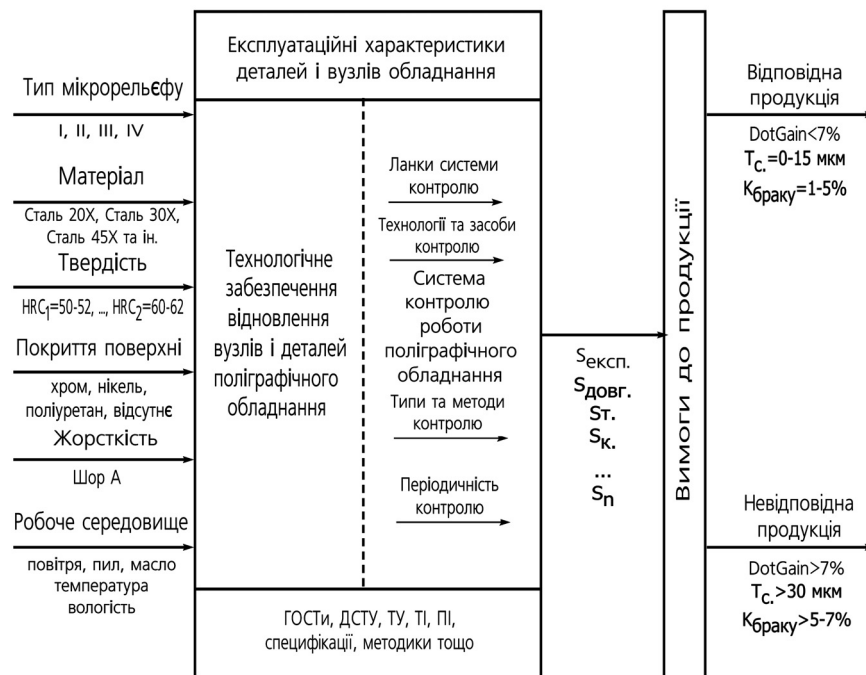 Експлуатаційні характеристики
деталей і вузлів обладнання
Тип мікрорельєфу
I, II, III, IV
Матеріал
Сталь 20Х, Сталь 30Х,
Сталь 45Х та ін.
Твердість
HRC1=50-52, ..., HRC2=60-62
Покриття поверхні
хром, нікель,
поліуретан, відсутнє
Жорсткість
Шор А
Робоче середовище
повітря, пил, масло
температура
вологість
Технологічне
забезпечення
відновлення
вузлів і деталей
поліграфічного
обладнання
Ланки системи
контролю
Технології та засоби
контролю
Система
контролю
роботи
поліграфічного
обладнання
Типи та методи
контролю
Періодичність
контролю
ГОСТи, ДСТУ, ТУ, ТІ, ПІ,
специфікації, методики тощо
Sексп.
Sдовг.
Sт.
Sк.
...
Sn
Вимоги до продукції
Відповідна
продукція
DotGain<7%
Tс.=0-15 мкм
Kбраку=1-5%
Невідповідна
продукція
DotGain>7%
Tс.>30 мкм
Kбраку>5-7%